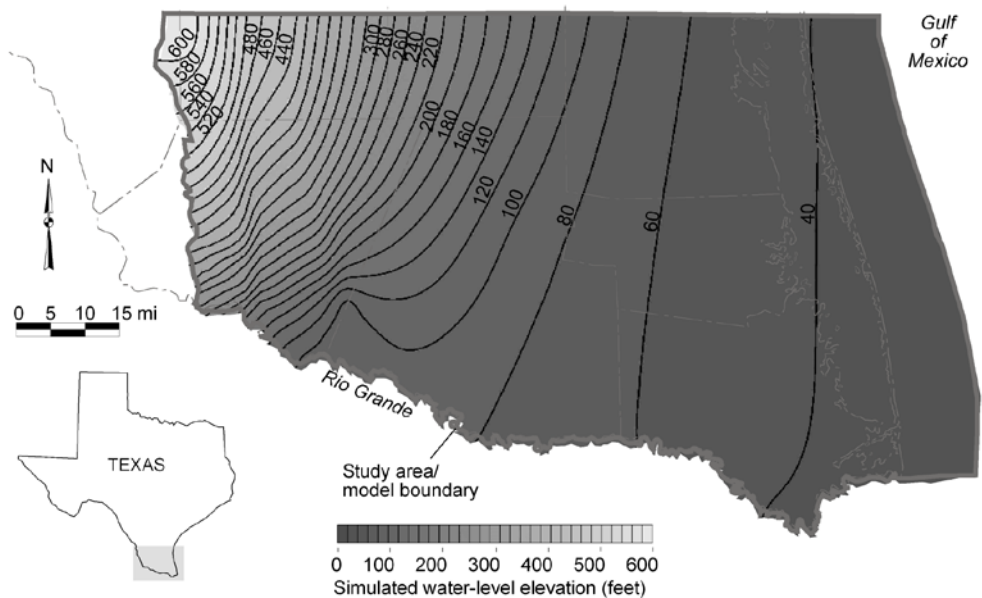 Gulf
of
Mexico
600
580
560
540
520
480
460
440
300
280
260
240
220
200
180
160
140
120
100
80
60
40
N
0 5 10 15 mi
Rio Grande
Study area/
model boundary
TEXAS
0 100 200 300 400 500 600
Simulated water-level elevation (feet)